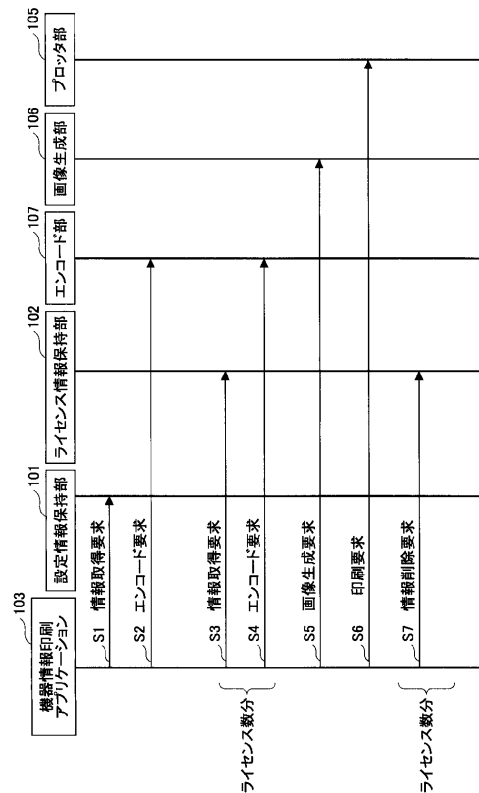 103
機器情報印刷
アプリケーション
101
設定情報保持部
102
ライセンス情報保持部
107
エンコード部
106
画像生成部
105
プロッタ部
S1 情報取得要求
S2 エンコード要求
S3 情報取得要求
S4 エンコード要求
ライセンス数分
S5 画像生成要求
S6 印刷要求
S7 情報削除要求
ライセンス数分